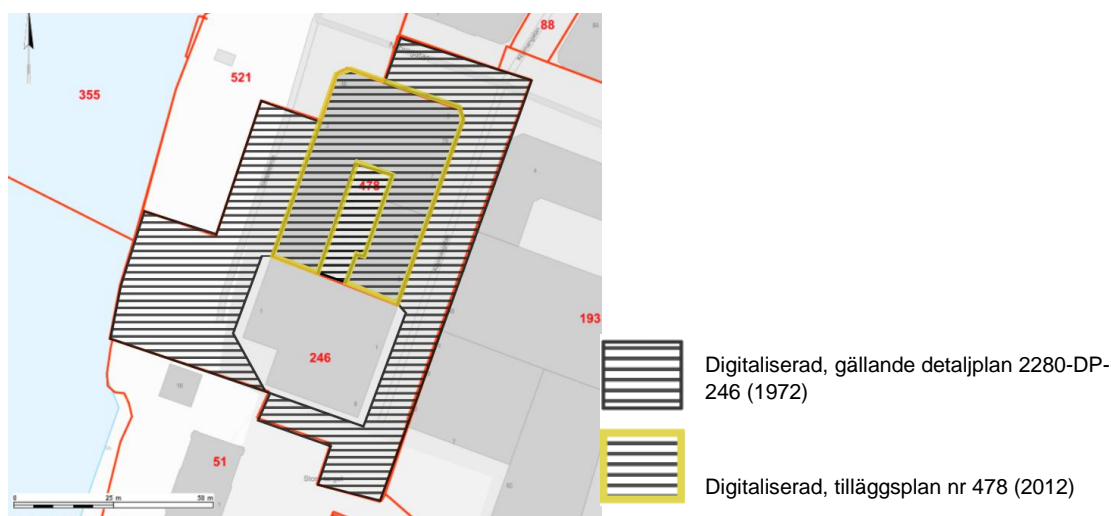 88
521
355
478
193
246
51
Digitaliserad, gällande detaljplan 2280-DP-
246 (1972)
Digitaliserad, tilläggsplan nr 478 (2012)
0 25 m 50 m